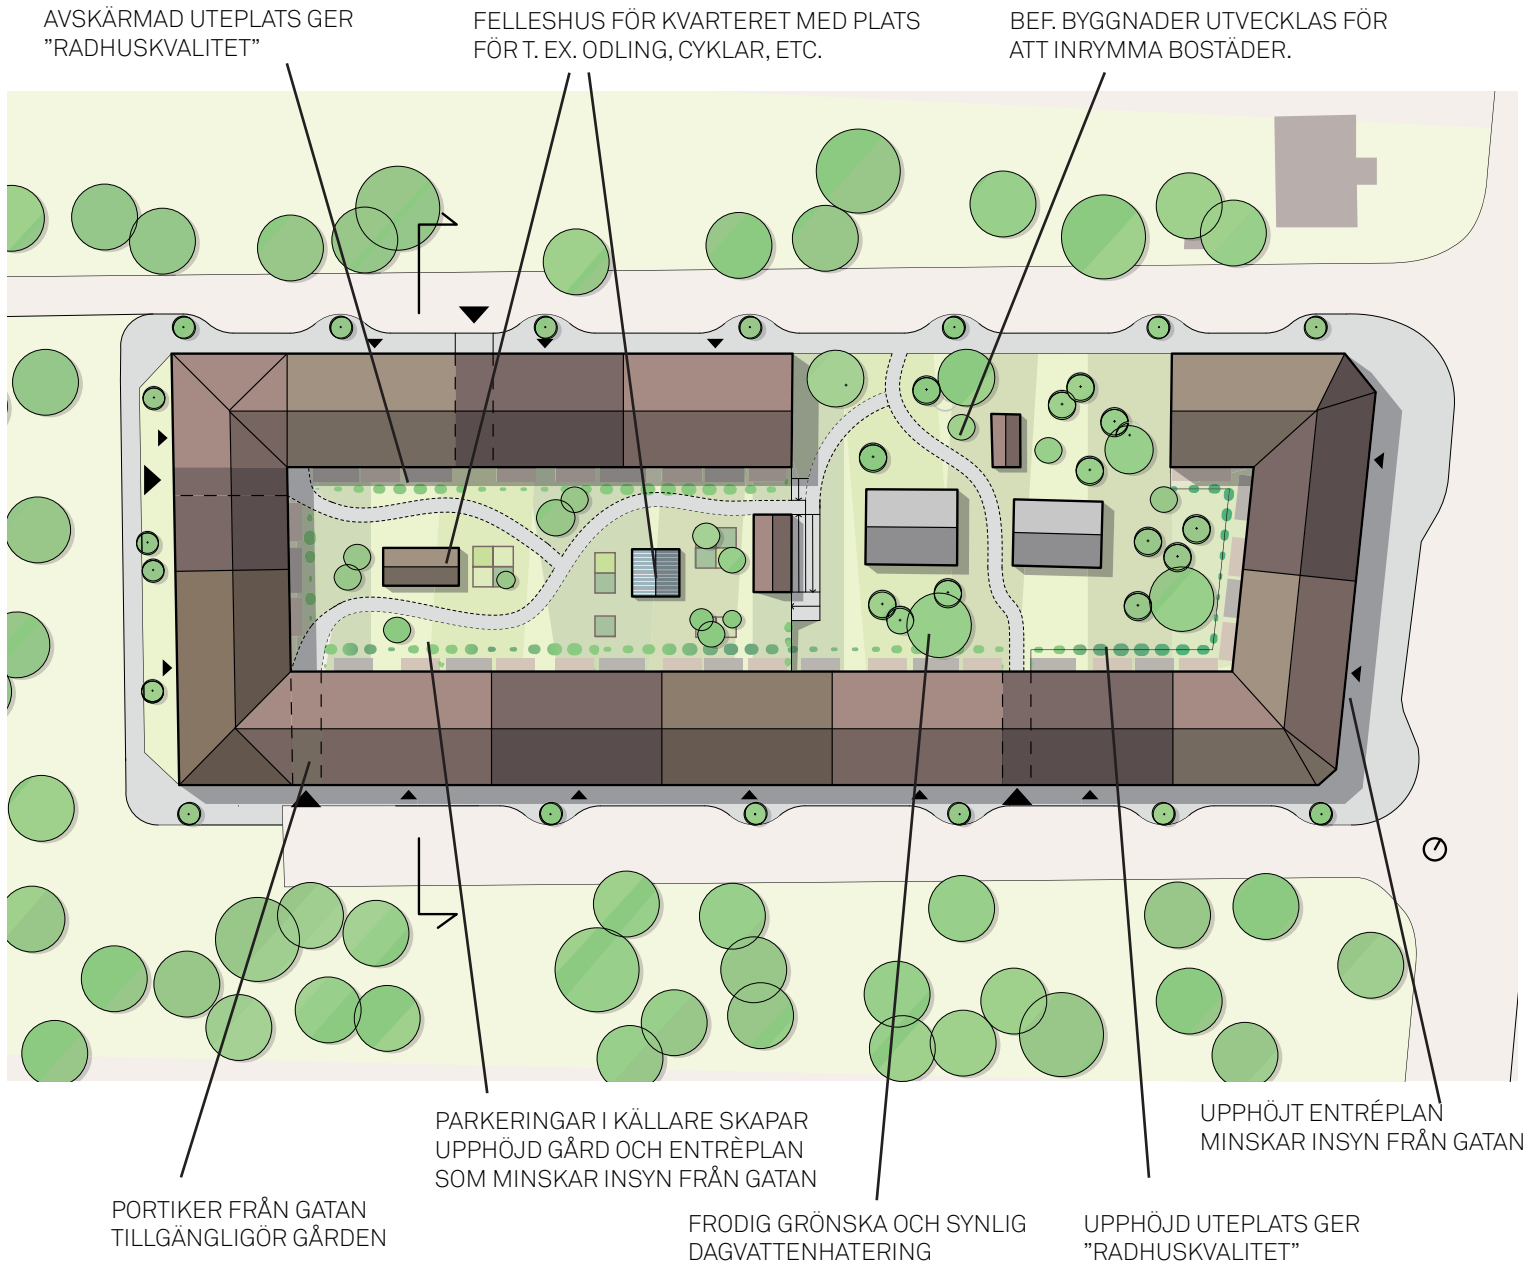 AVSKÄRMAD UTEPLATS GER
”RADHUSKVALITET”
FELLESHUS FÖR KVARTERET MED PLATS
FÖR T. EX. ODLING, CYKLAR, ETC.
BEF. BYGGNADER UTVECKLAS FÖR
ATT INRYMMA BOSTÄDER.
PARKERINGAR I KÄLLARE SKAPAR
UPPHÖJD GÅRD OCH ENTRÈPLAN
SOM MINSKAR INSYN FRÅN GATAN
UPPHÖJT ENTRÉPLAN
MINSKAR INSYN FRÅN GATAN
PORTIKER FRÅN GATAN
TILLGÄNGLIGÖR GÅRDEN
FRODIG GRÖNSKA OCH SYNLIG
DAGVATTENHATERING
UPPHÖJD UTEPLATS GER
”RADHUSKVALITET”